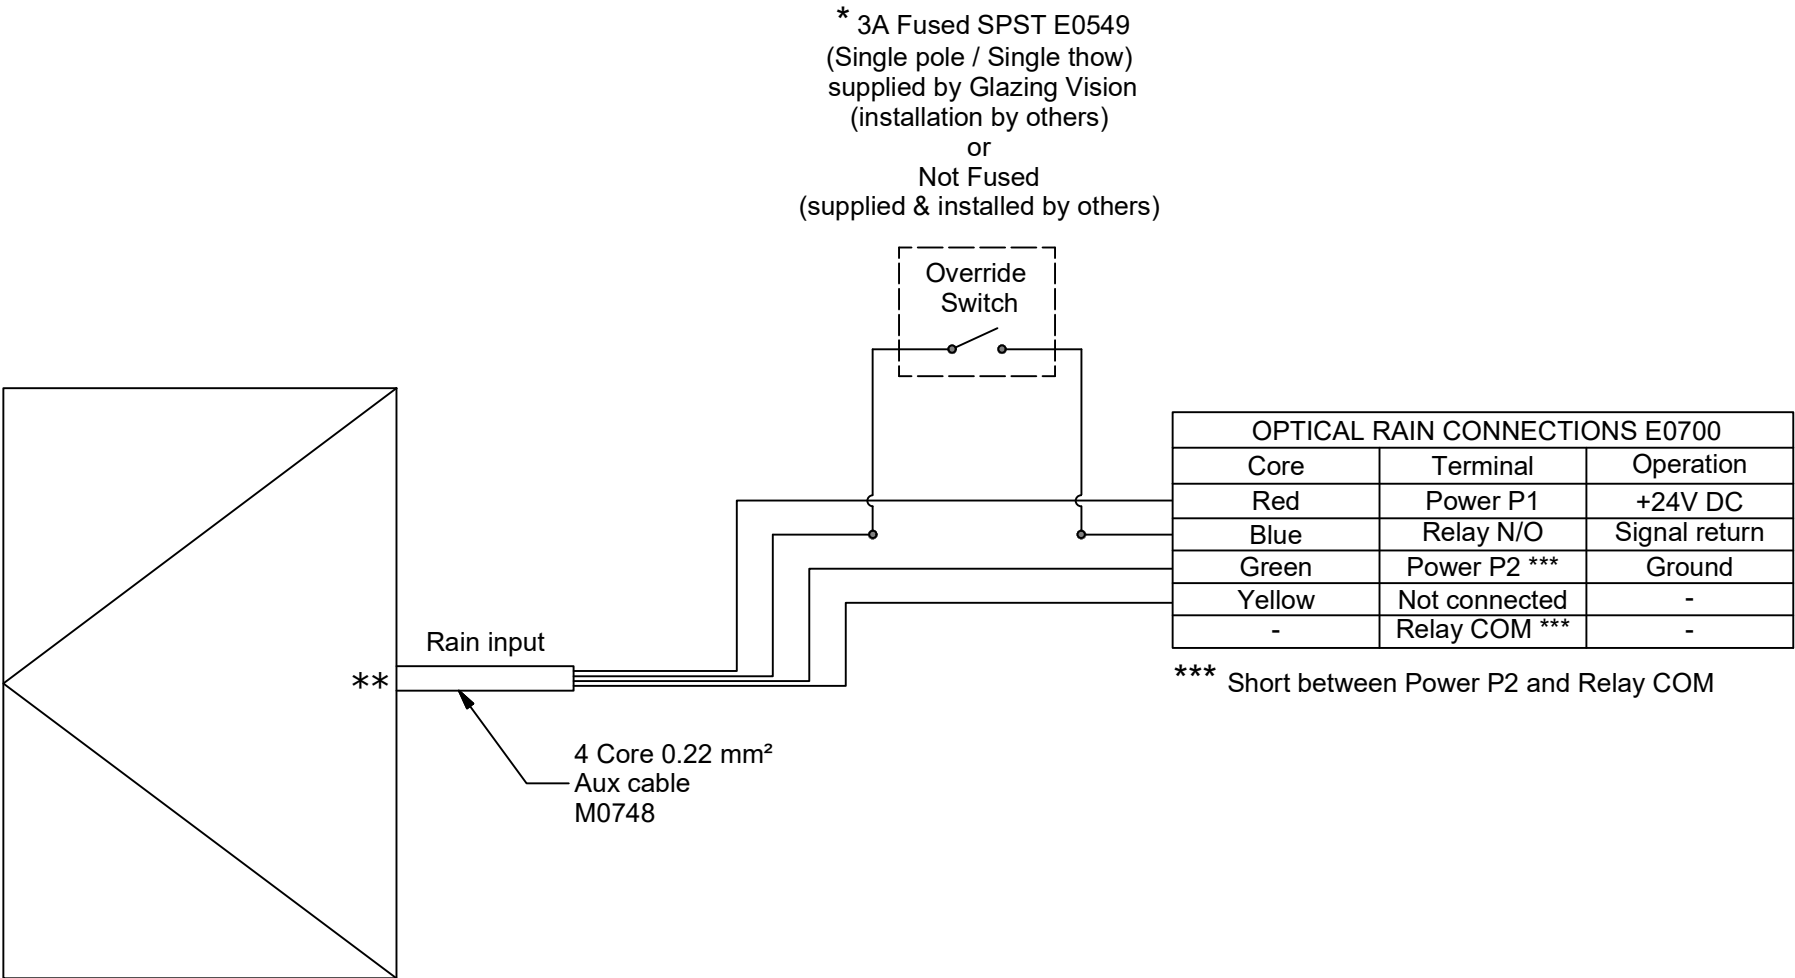 * 3A Fused SPST E0549
(Single pole / Single thow)
supplied by Glazing Vision
(installation by others)
or
Not Fused
(supplied & installed by others)
Override
Switch
OPTICAL RAIN CONNECTIONS E0700
Core Terminal Operation
Red Power P1 +24V DC
Blue Relay N/O Signal return
Green Power P2 *** Ground
Yellow Not connected -
- Relay COM *** -
*** Short between Power P2 and Relay COM
Rain input
**
4 Core 0.22 mm²
Aux cable
M0748